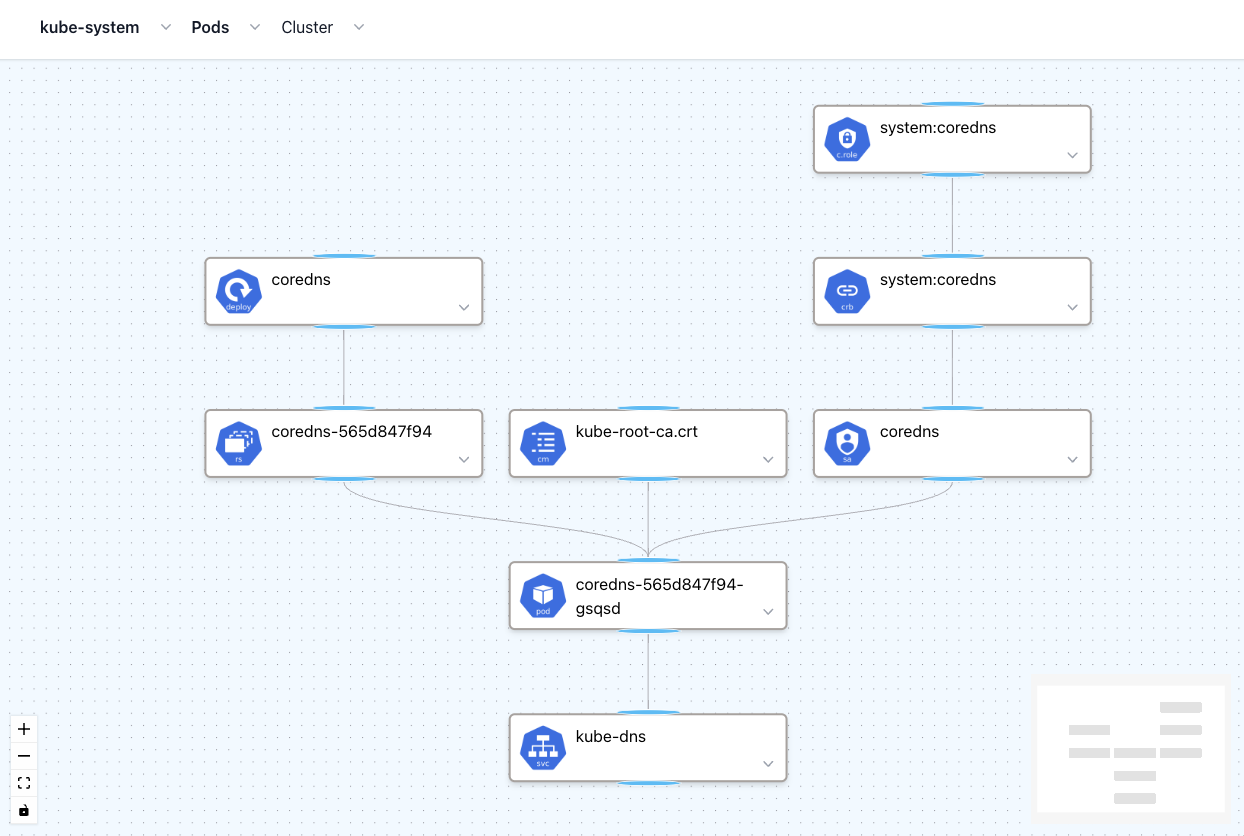 kube-system Pods Cluster
system:coredns
c.role
coredns
deploy
system:coredns
crb
coredns-565d847f94
rs
kube-root-ca.crt
cm
coredns
sa
coredns-565d847f94-
gsqsd
pod
kube-dns
svc